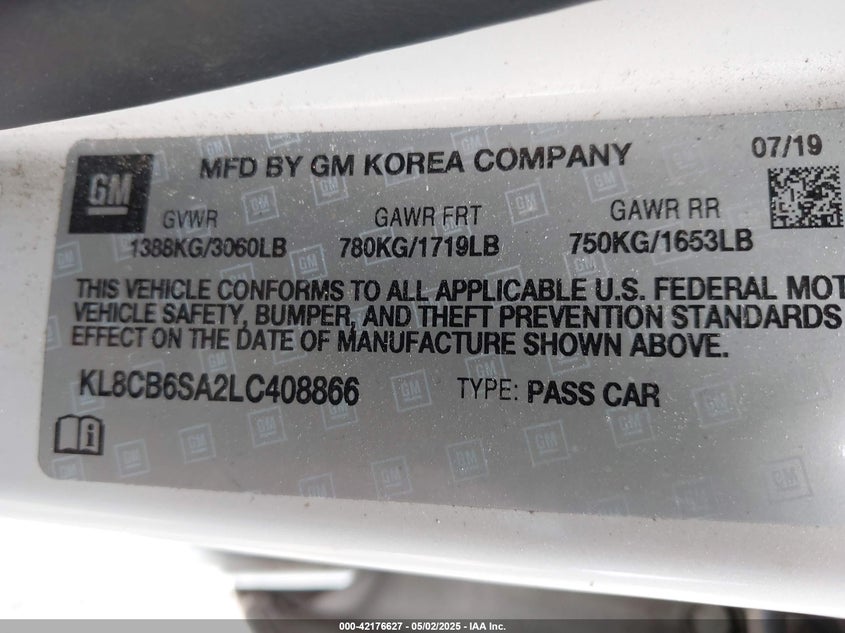 GM MFD BY GM KOREA COMPANY 07/19
GVWR GAWR FRT GAWR RR
1388KG/3060LB 780KG/1719LB 750KG/1653LB
THIS VEHICLE CONFORMS TO ALL APPLICABLE U.S. FEDERAL MOT
VEHICLE SAFETY, BUMPER, AND THEFT PREVENTION STANDARDS
EFFECT ON THE DATE OF MANUFACTURE SHOWN ABOVE.
KL8CB6SA2LC408866 TYPE: PASS CAR
000-42176627 - 05/02/2025 - IAA Inc.